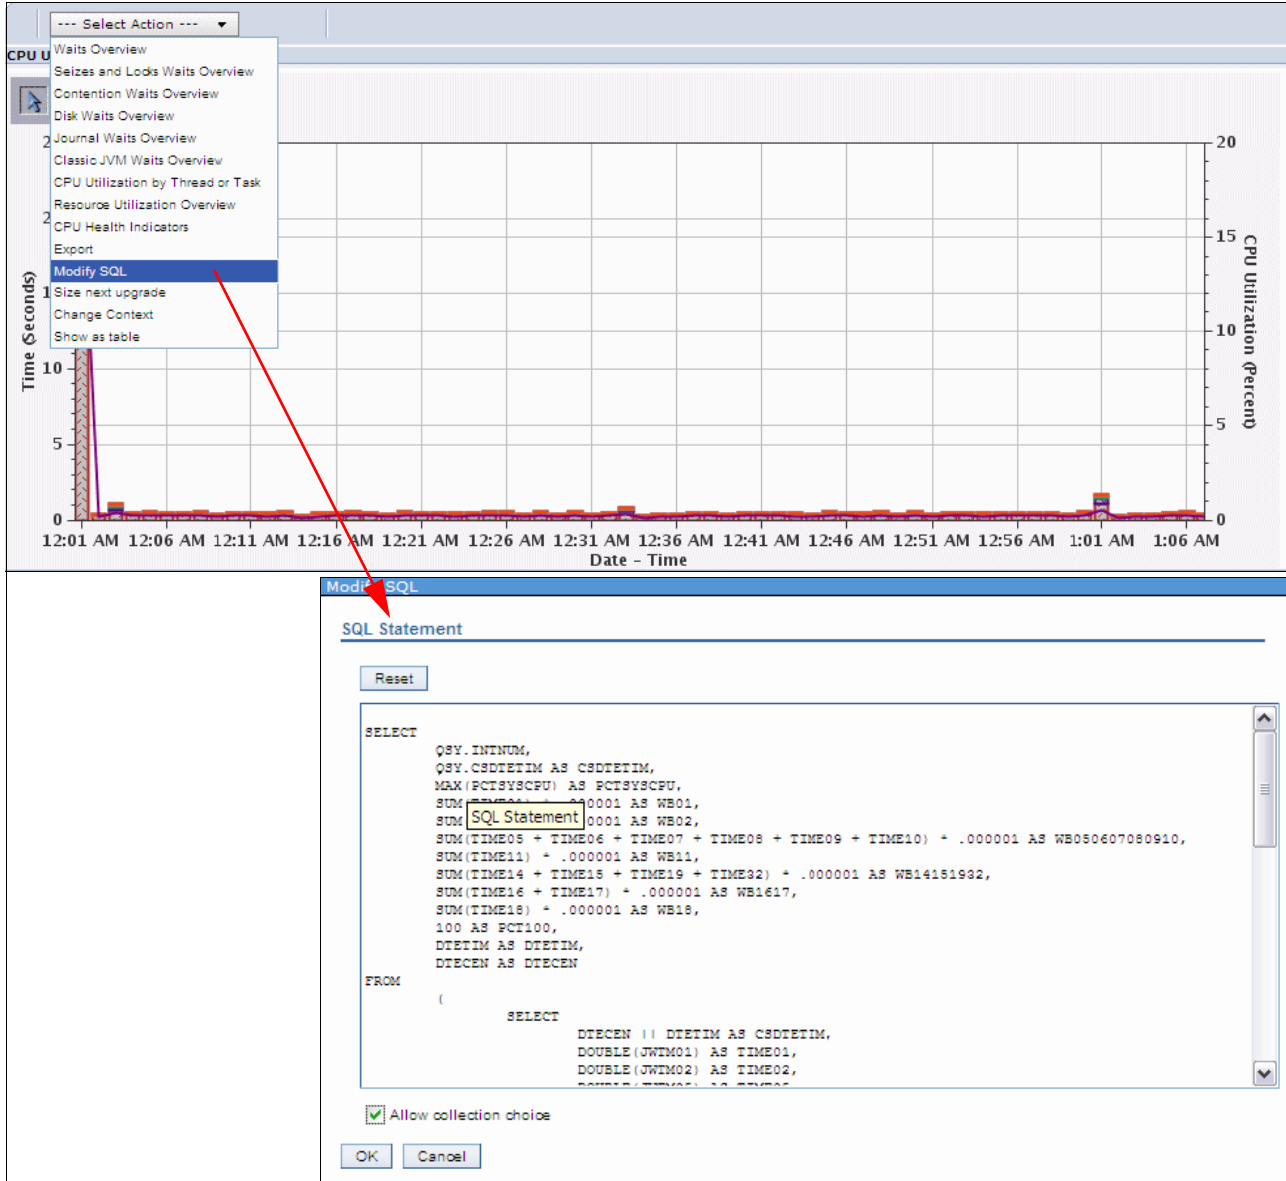 --- Select Action ---
CPU U
Waits Overview
Seizes and Locks Waits Overview
Contention Waits Overview
Disk Waits Overview
Journal Waits Overview
Classic JVM Waits Overview
CPU Utilization by Thread or Task
Resource Utilization Overview
CPU Health Indicators
Export
Modify SQL
Size next upgrade
Change Context
Show as table
2
2
1
10
5
0
Time (Seconds)
20
15
10
5
0
CPU Utilization (Percent)
12:01 AM 12:06 AM 12:11 AM 12:16 AM 12:21 AM 12:26 AM 12:31 AM 12:36 AM 12:41 AM 12:46 AM 12:51 AM 12:56 AM 1:01 AM 1:06 AM
Date - Time
Modify SQL
SQL Statement
Reset
SELECT
QSY.INTNUM,
QSY.CSDTETIM AS CSDTETIM,
MAX(PCTSYSCPU) AS PCTSYSCPU,
SUM(TIME01) * .000001 AS WB01,
SUM 0001 AS WB02,
SQL Statement
SUM(TIME05 + TIME06 + TIME07 + TIME08 + TIME09 + TIME10) * .000001 AS WB050607080910,
SUM(TIME11) * .000001 AS WB11,
SUM(TIME14 + TIME15 + TIME19 + TIME32) * .000001 AS WB14151932,
SUM(TIME16 + TIME17) * .000001 AS WB1617,
SUM(TIME18) * .000001 AS WB18,
100 AS PCT100,
DTETIM AS DTETIM,
DTECEN AS DTECEN
FROM
(
SELECT
DTECEN || DTETIM AS CSDTETIM,
DOUBLE(JWTM01) AS TIME01,
DOUBLE(JWTM02) AS TIME02,
Allow collection choice
OK
Cancel